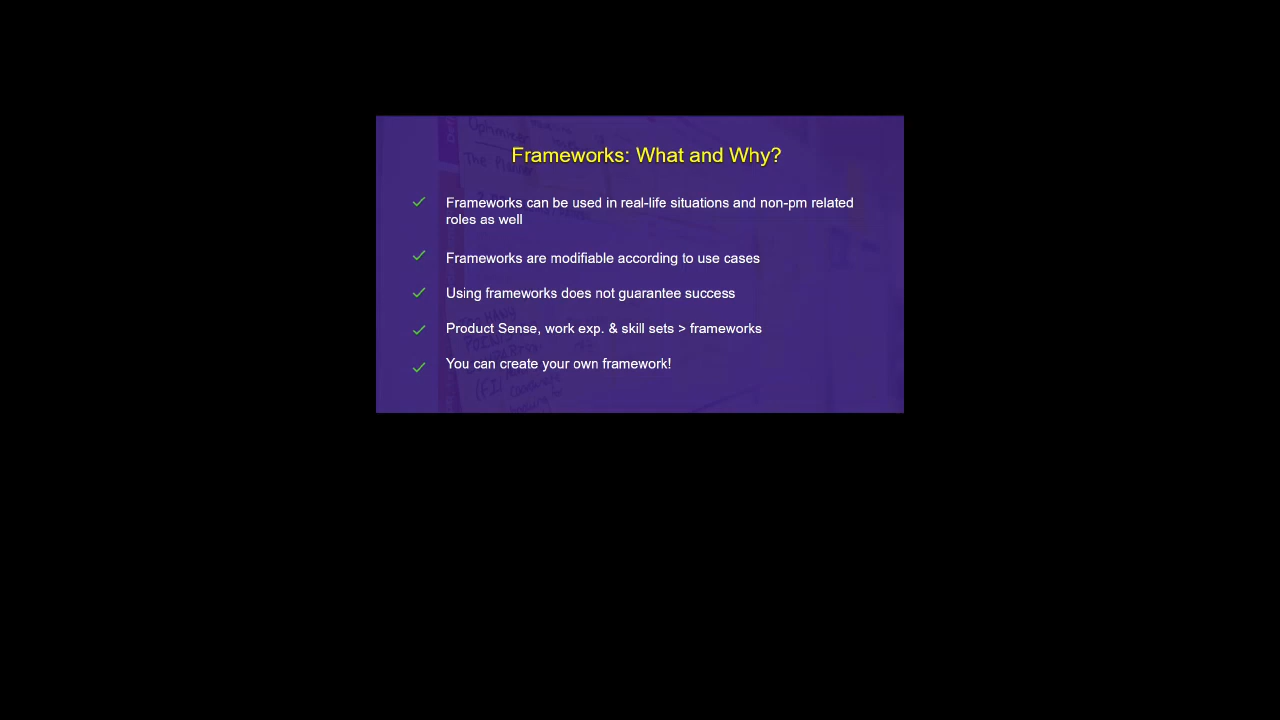 Frameworks: What and Why?
Frameworks can be used in real-life situations and non-pm related
roles as well
Frameworks are modifiable according to use cases
Using frameworks does not guarantee success
Product Sense, work exp. & skill sets > frameworks
You can create your own framework!